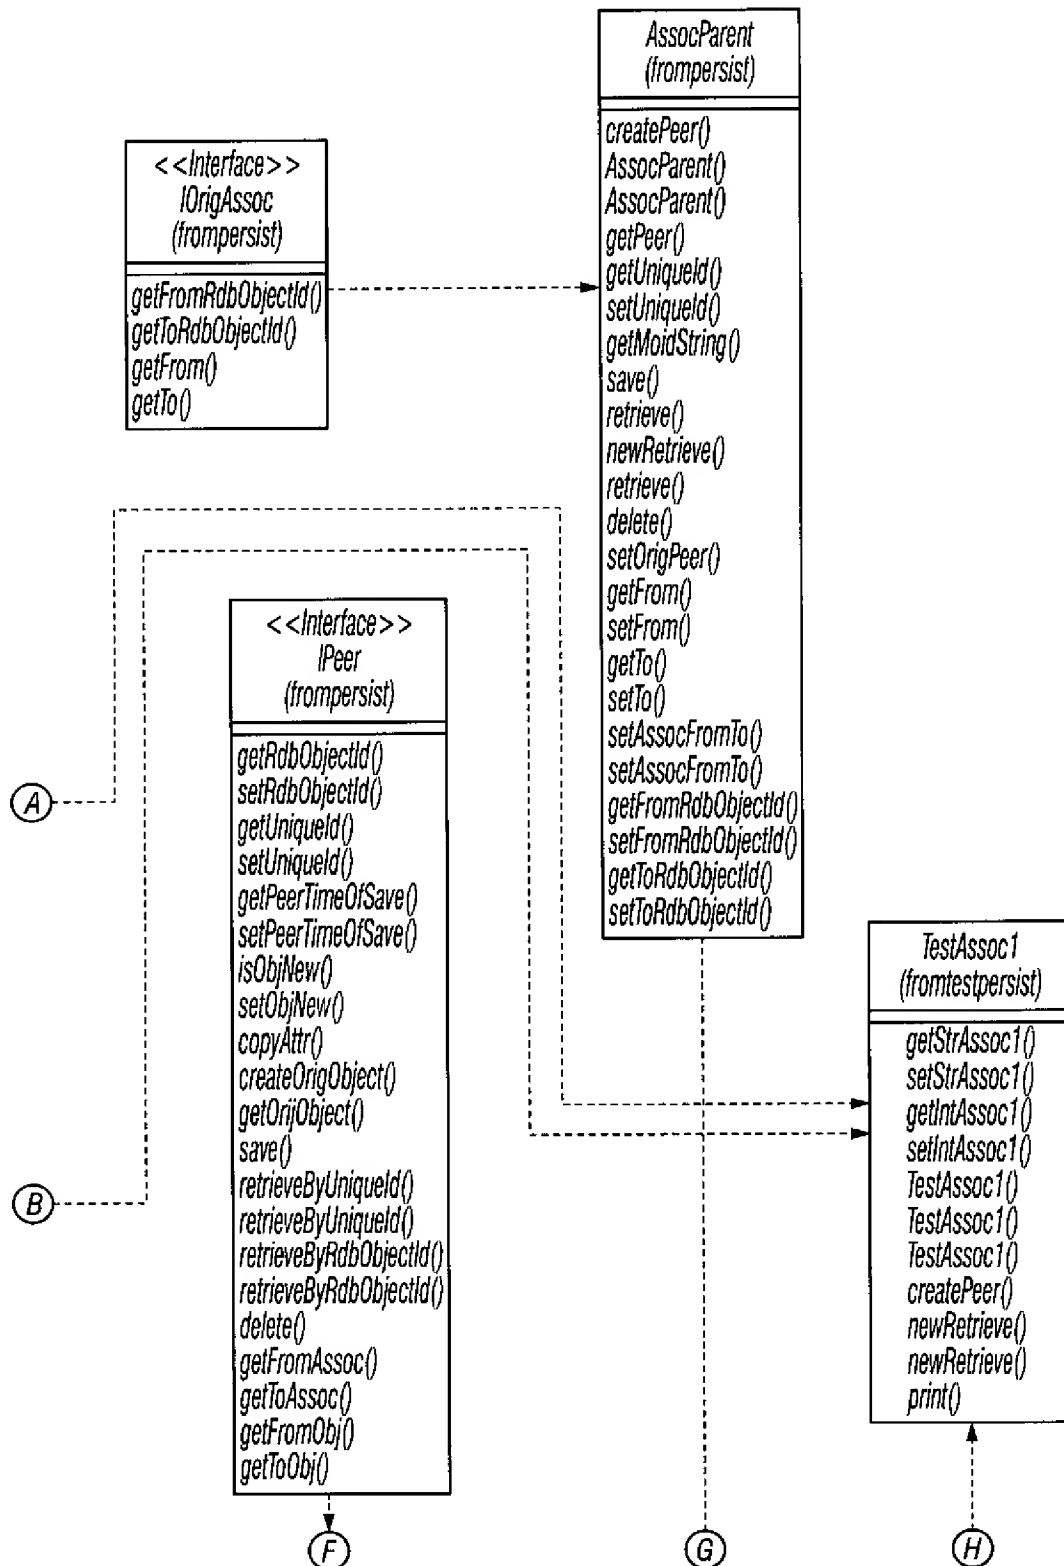 AssocParent
(frompersist)
createPeer()
AssocParent()
AssocParent()
getPeer()
getUniqueId()
setUniqueId()
getMoidString()
save()
retrieve()
newRetrieve()
retrieve()
delete()
setOrigPeer()
getFrom()
setFrom()
getTo()
setTo()
setAssocFromTo()
setAssocFromTo()
getFromRdbObjectId()
setFromRdbObjectId()
getToRdbObjectId()
setToRdbObjectId()
<<Interface>>
IOrigAssoc
(frompersist)
getFromRdbObjectId()
getToRdbObjectId()
getFrom()
getTo()
<<Interface>>
IPeer
(frompersist)
getRdbObjectId()
setRdbObjectId()
getUniqueId()
setUniqueId()
getPeerTimeOfSave()
setPeerTimeOfSave()
isObjNew()
setObjNew()
copyAttr()
createOrigObject()
getOrijObject()
save()
retrieveByUniqueId()
retrieveByUniqueId()
retrieveByRdbObjectId()
retrieveByRdbObjectId()
delete()
getFromAssoc()
getToAssoc()
getFromObj()
getToObj()
A
B
TestAssoc1
(fromtestpersist)
getStrAssoc1()
setStrAssoc1()
getIntAssoc1()
setIntAssoc1()
TestAssoc1()
TestAssoc1()
TestAssoc1()
createPeer()
newRetrieve()
newRetrieve()
print()
F
G
H